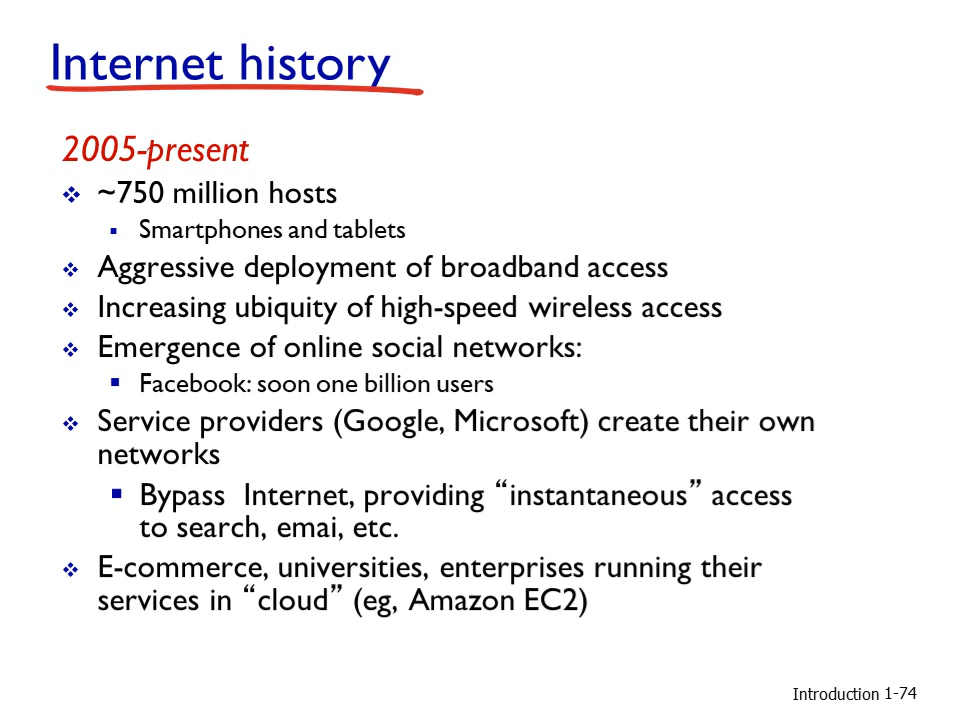 Internet history
2005-present
~750 million hosts
Smartphones and tablets
Aggressive deployment of broadband access
Increasing ubiquity of high-speed wireless access
Emergence of online social networks:
Facebook: soon one billion users
Service providers (Google, Microsoft) create their own
networks
Bypass Internet, providing “instantaneous” access
to search, emai, etc.
E-commerce, universities, enterprises running their
services in “cloud” (eg, Amazon EC2)
Introduction 1-74